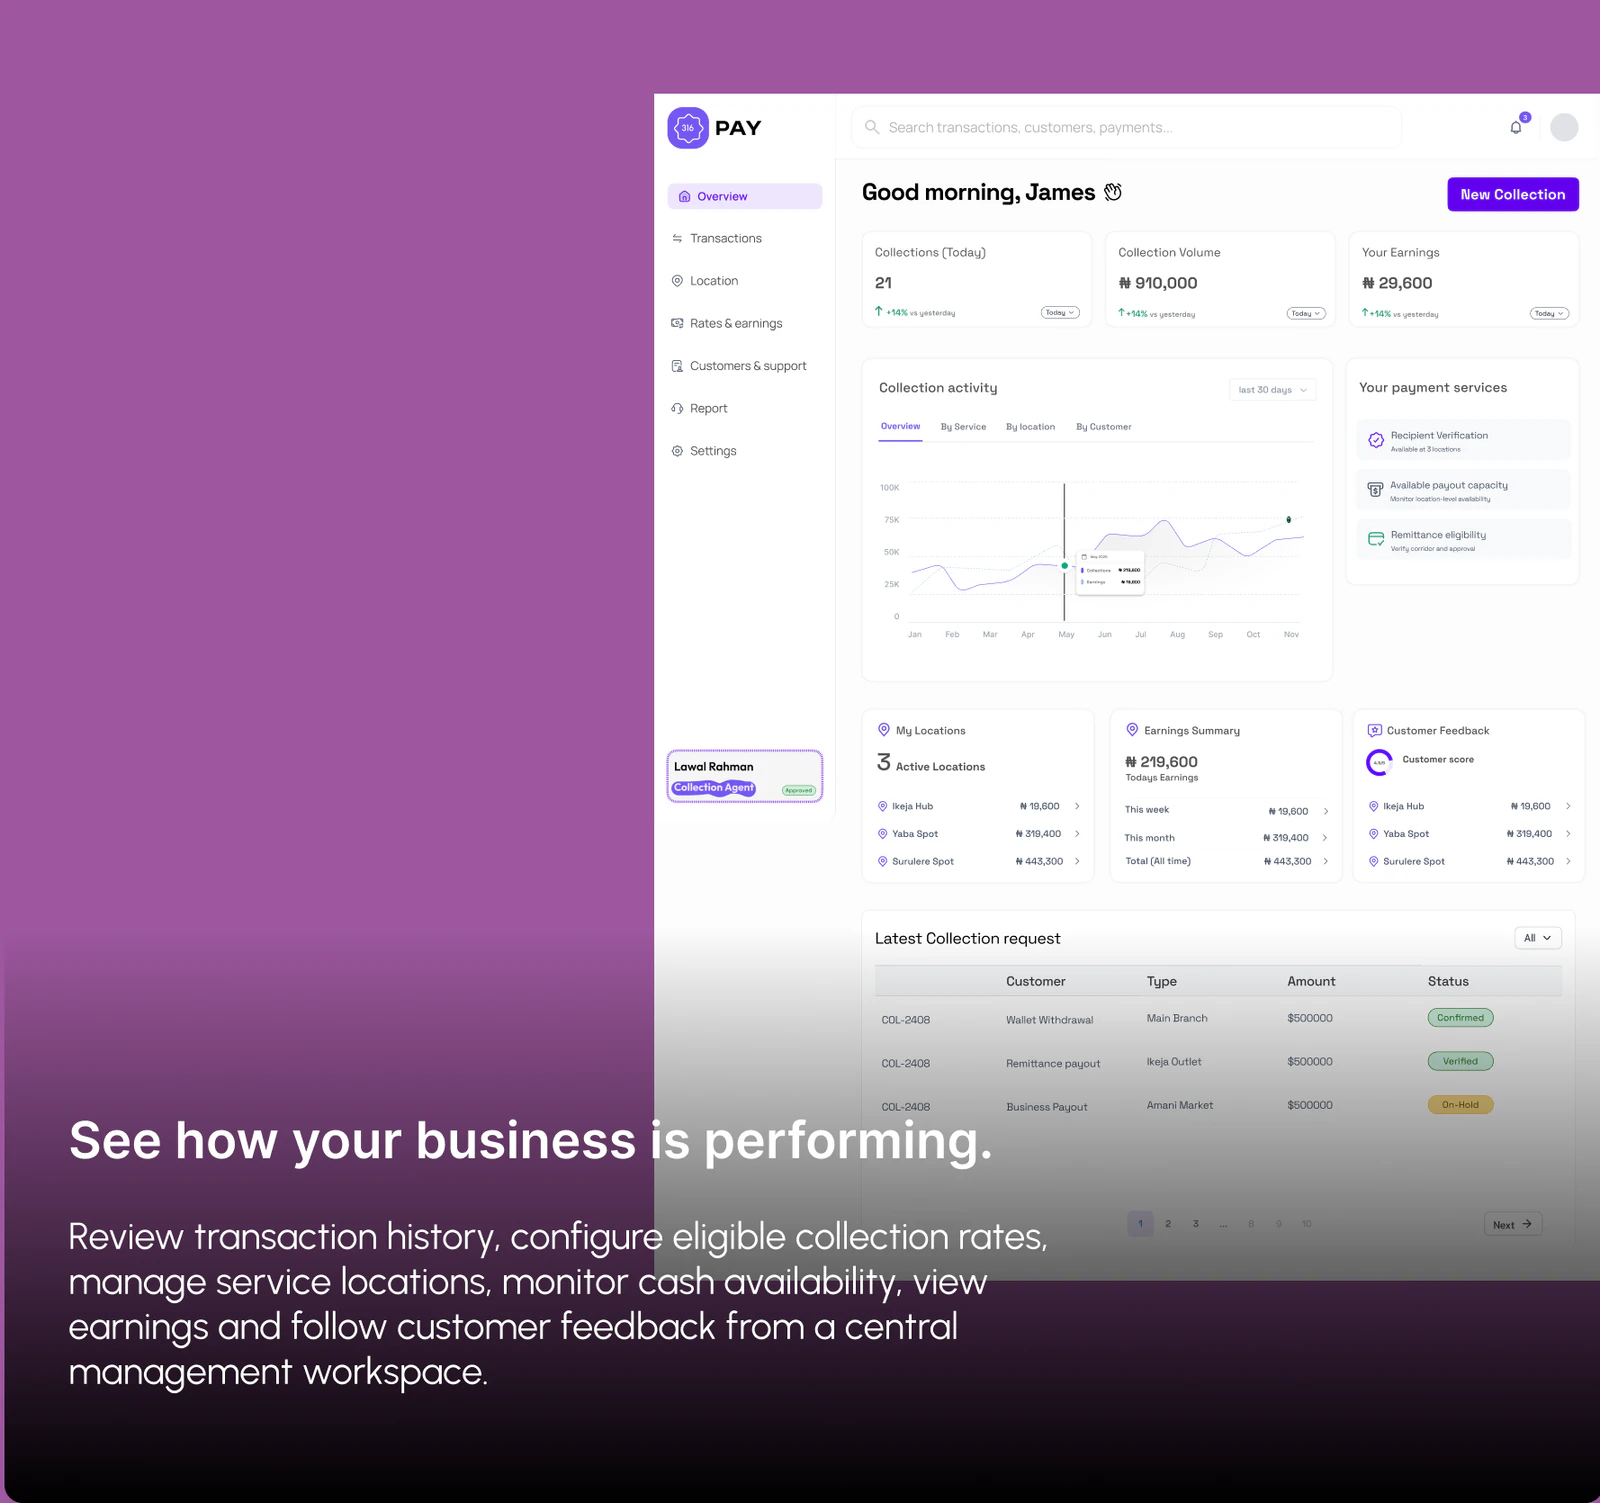 316 PAY
Search transactions, customers, payments...
3
Overview
Transactions
Location
Rates & earnings
Customers & support
Report
Settings
Lawal Rahman
Collection Agent
Approved
Good morning, James
New Collection
Collections (Today)
21
+14% vs yesterday
Today
Collection Volume
₦ 910,000
+14% vs yesterday
Today
Your Earnings
₦ 29,600
+14% vs yesterday
Today
Collection activity
last 30 days
Overview By Service By location By Customer
100K
75K
50K
25K
0
Jan Feb Mar Apr May Jun Jul Aug Sep Oct Nov
Collections ₦ 219,600
Earnings ₦ 19,600
Your payment services
Recipient Verification
Available at 3 locations
Available payout capacity
Monitor location-level availability
Remittance eligibility
Verify corridor and approval
My Locations
3 Active Locations
Ikeja Hub ₦ 19,600
Yaba Spot ₦ 319,400
Surulere Spot ₦ 443,300
Earnings Summary
₦ 219,600
Todays Earnings
This week ₦ 19,600
This month ₦ 319,400
Total (All time) ₦ 443,300
Customer Feedback
Customer score
Ikeja Hub ₦ 19,600
Yaba Spot ₦ 319,400
Surulere Spot ₦ 443,300
Latest Collection request
All
Customer Type Amount Status
COL-2408 Wallet Withdrawal Main Branch $500000 Confirmed
COL-2408 Remittance payout Ikeja Outlet $500000 Verified
COL-2408 Business Payout Amani Market $500000 On-Hold
1 2 3 ... 8 9 10
Next
See how your business is performing.
Review transaction history, configure eligible collection rates,
manage service locations, monitor cash availability, view
earnings and follow customer feedback from a central
management workspace.